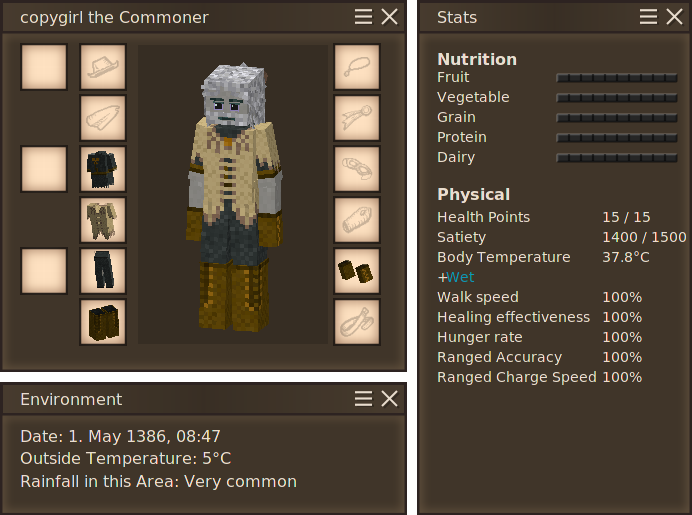 copygirl the Commoner
Environment
Date: 1. May 1386, 08:47
Outside Temperature: 5°C
Rainfall in this Area: Very common
Stats
Nutrition
Fruit
Vegetable
Grain
Protein
Dairy
Physical
Health Points 15 / 15
Satiety 1400 / 1500
Body Temperature 37.8°C
+Wet
Walk speed 100%
Healing effectiveness 100%
Hunger rate 100%
Ranged Accuracy 100%
Ranged Charge Speed 100%